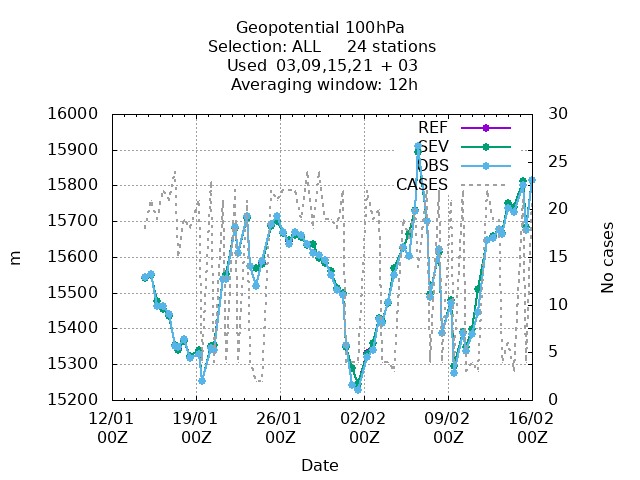 Geopotential 100hPa
Selection: ALL 24 stations
Used 03,09,15,21 + 03
Averaging window: 12h
16000
15900
15800
15700
15600
15500
15400
15300
15200
m
30
25
20
15
10
5
0
No cases
REF
SEV
OBS
CASES
12/01 19/01 26/01 02/02 09/02 16/02
00Z 00Z 00Z 00Z 00Z 00Z
Date